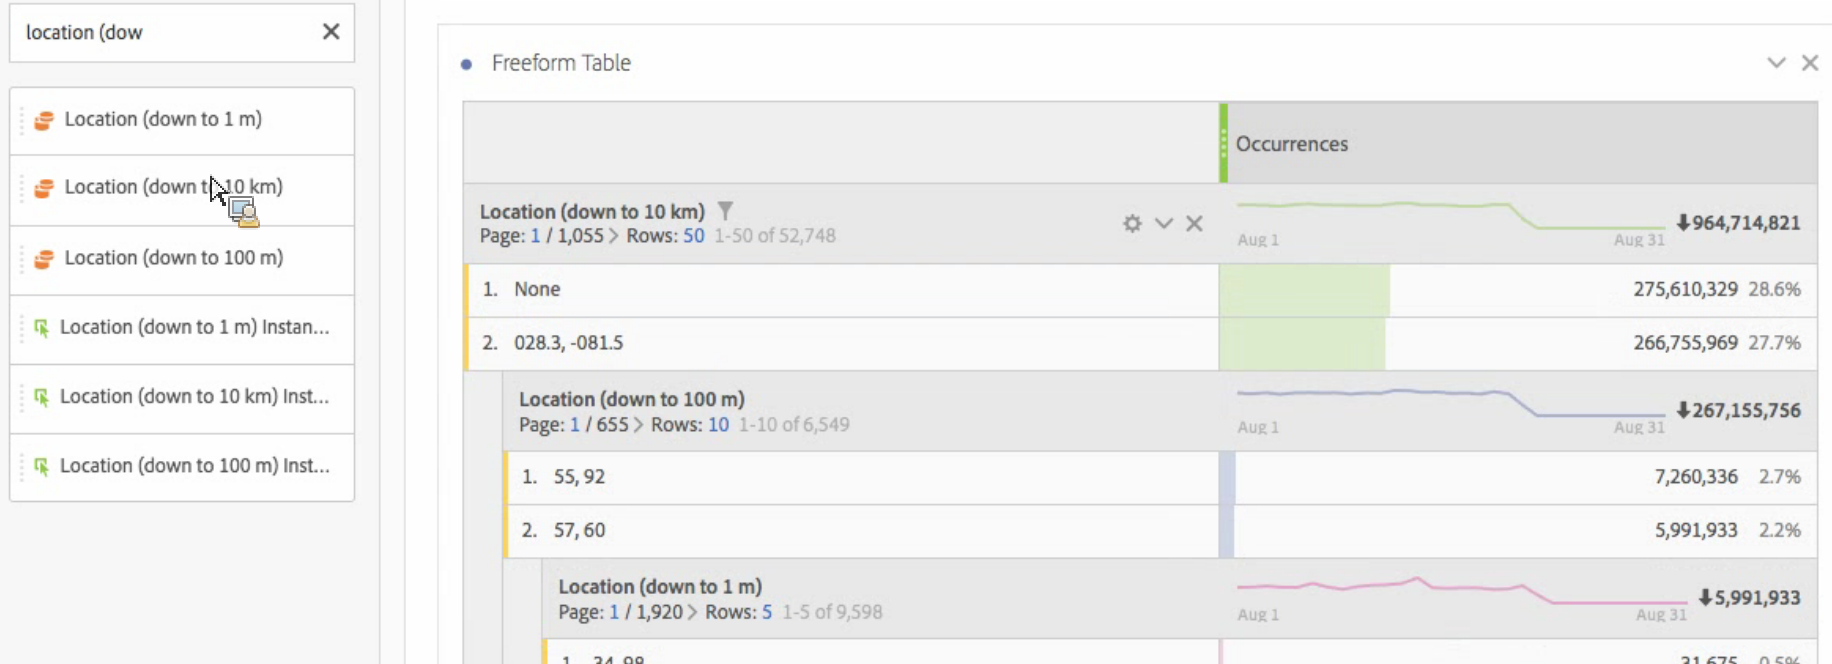 location (dow
Location (down to 1 m)
Location (down to 10 km)
Location (down to 100 m)
Location (down to 1 m) Instan...
Location (down to 10 km) Inst...
Location (down to 100 m) Inst...
Freeform Table
Occurrences
Location (down to 10 km)
Page: 1 / 1,055 > Rows: 50 1-50 of 52,748
Aug 1 Aug 31 964,714,821
1. None 275,610,329 28.6%
2. 028.3, -081.5 266,755,969 27.7%
Location (down to 100 m)
Page: 1 / 655 > Rows: 10 1-10 of 6,549
Aug 1 Aug 31 267,155,756
1. 55, 92 7,260,336 2.7%
2. 57, 60 5,991,933 2.2%
Location (down to 1 m)
Page: 1 / 1,920 > Rows: 5 1-5 of 9,598
Aug 1 Aug 31 5,991,933
1. 34, 98 31,675 0.5%